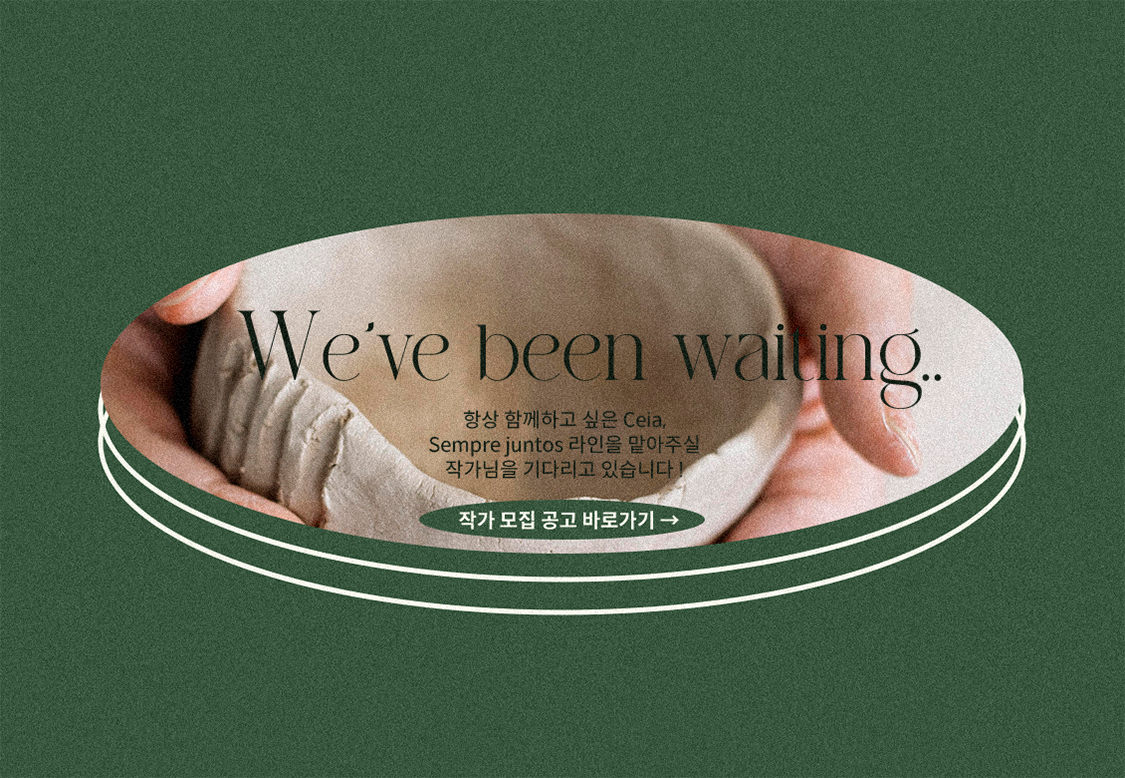 We've been waiting..
항상 함께하고 싶은 Ceia,
Sempre juntos 라인을 맡아주실
작가님을 기다리고 있습니다 !
작가 모집 공고 바로가기 →